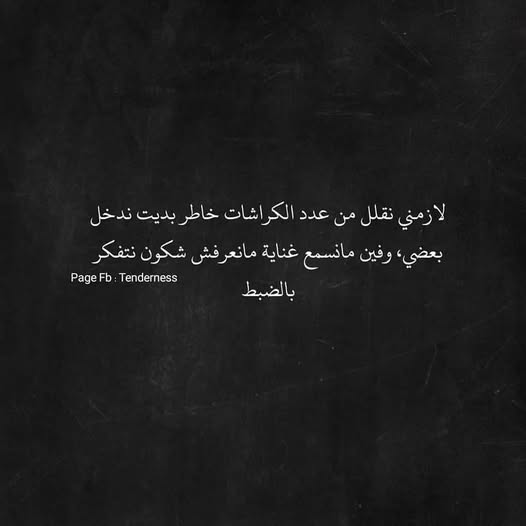 لازمني نقلل من عدد الكراشات خاطر بديت ندخل
بعضي، وفين مانسمع غناية مانعرفش شكون نتفكر
بالضبط
Page Fb : Tenderness